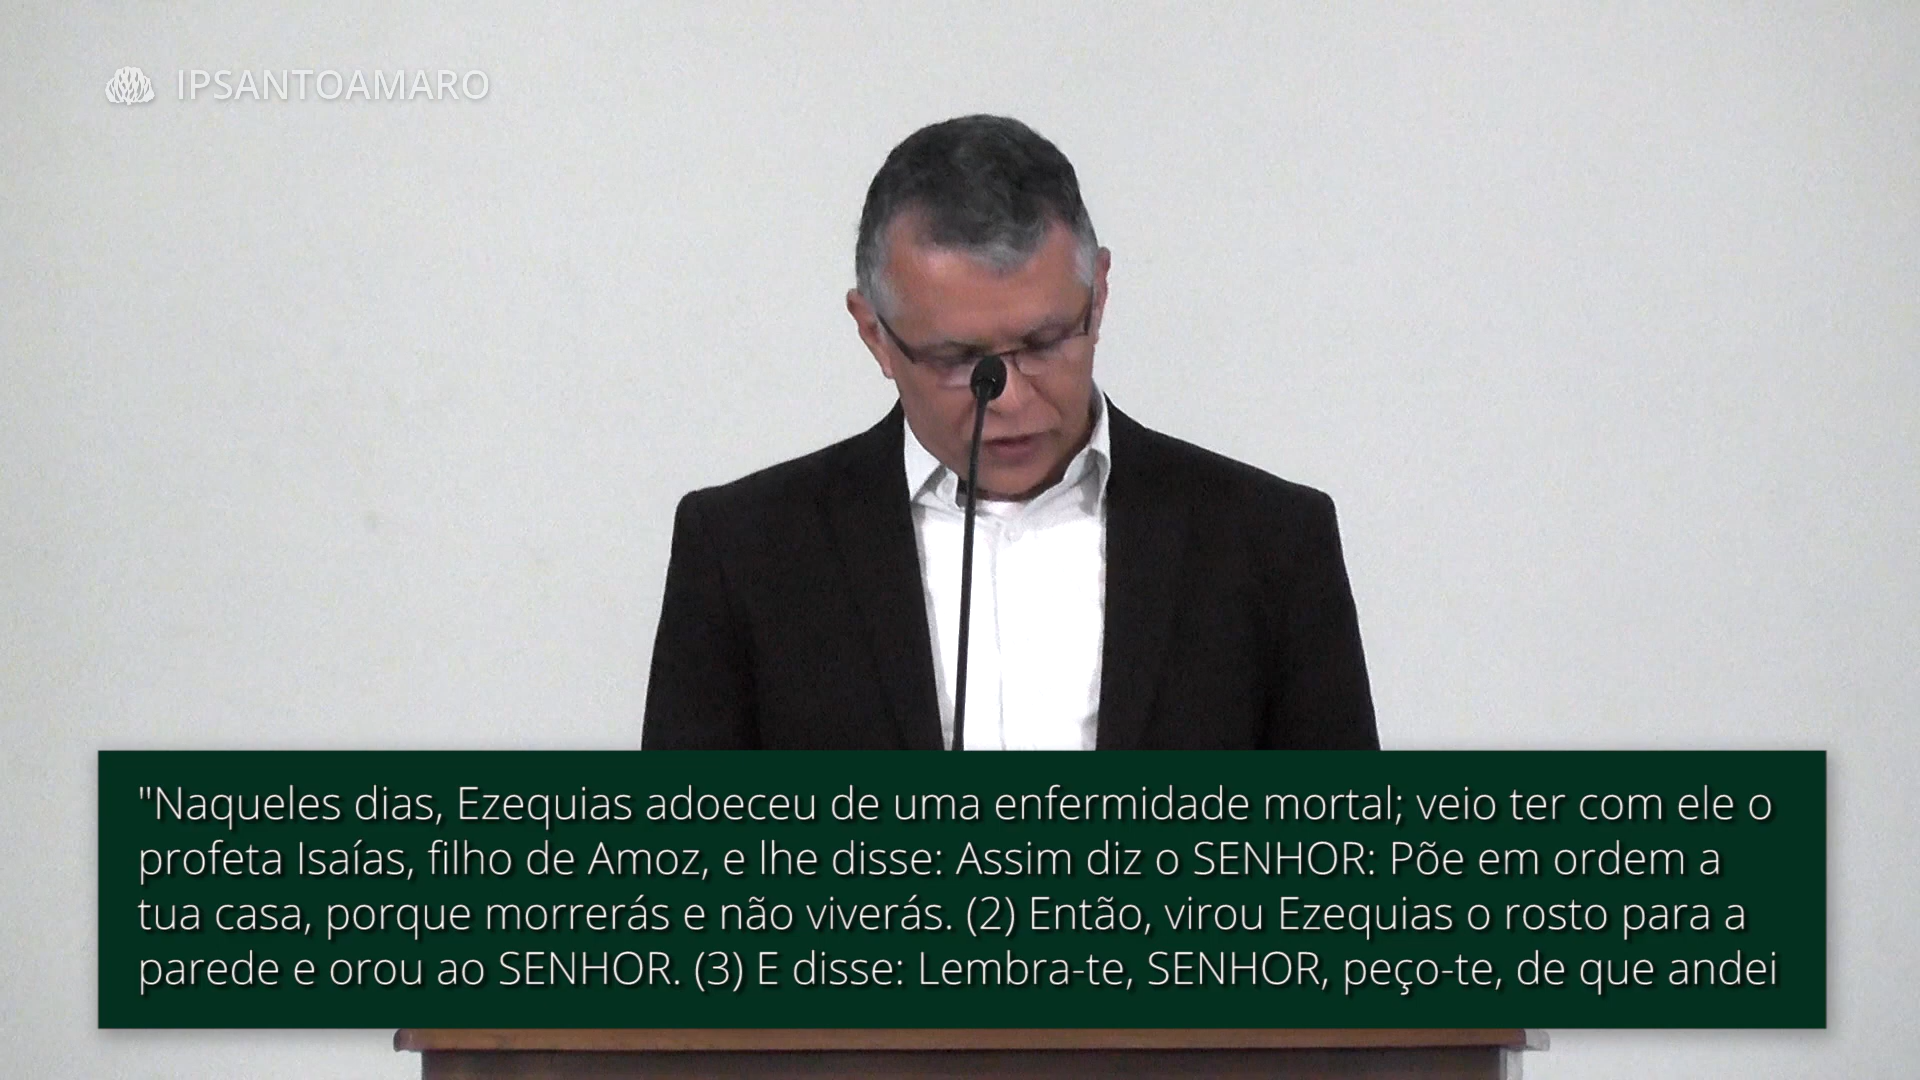 IPSANTOAMARO
"Naqueles dias, Ezequias adoeceu de uma enfermidade mortal; veio ter com ele o
profeta Isaías, filho de Amoz, e lhe disse: Assim diz o SENHOR: Põe em ordem a
tua casa, porque morrerás e não viverás. (2) Então, virou Ezequias o rosto para a
parede e orou ao SENHOR. (3) E disse: Lembra-te, SENHOR, peço-te, de que andei